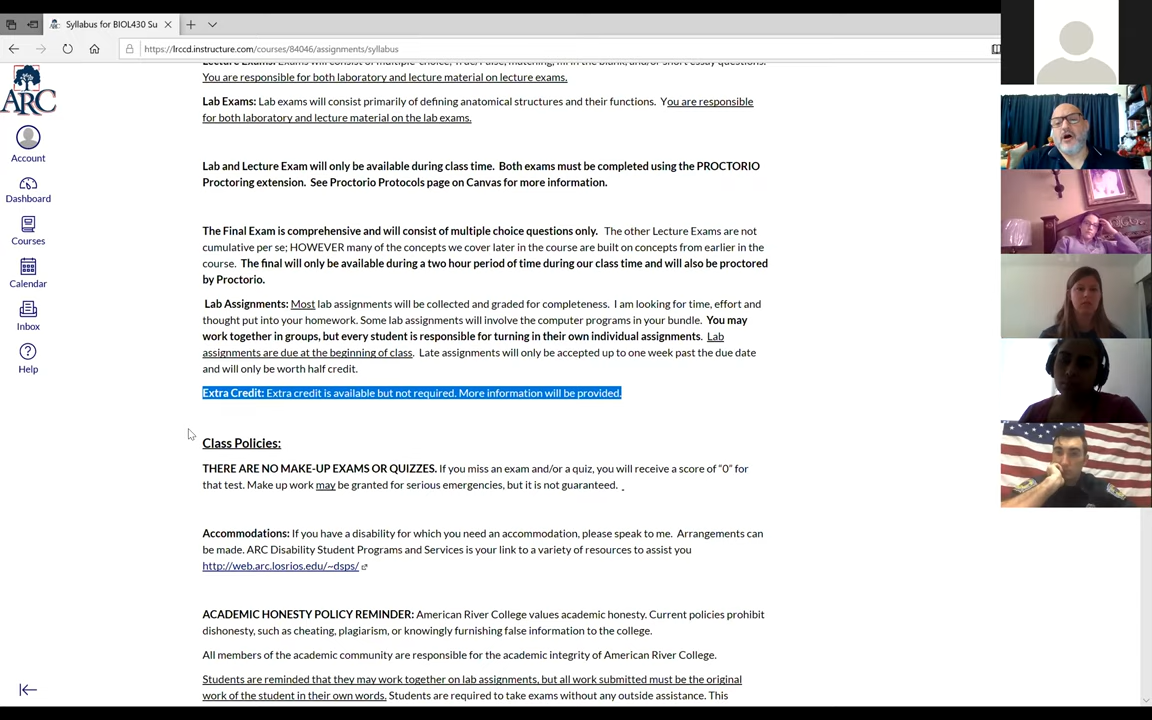 Syllabus for BIOL430 Su
https://lrccd.instructure.com/courses/84046/assignments/syllabus
ARC
Account
Dashboard
Courses
Calendar
Inbox
Help
Lecture Exams: Exams will consist of multiple-choice, True/False, matching, fill in the blank, and/or short essay questions.
You are responsible for both laboratory and lecture material on lecture exams.
Lab Exams: Lab exams will consist primarily of defining anatomical structures and their functions. You are responsible
for both laboratory and lecture material on the lab exams.
Lab and Lecture Exam will only be available during class time. Both exams must be completed using the PROCTORIO
Proctoring extension. See Proctorio Protocols page on Canvas for more information.
The Final Exam is comprehensive and will consist of multiple choice questions only. The other Lecture Exams are not
cumulative per se; HOWEVER many of the concepts we cover later in the course are built on concepts from earlier in the
course. The final will only be available during a two hour period of time during our class time and will also be proctored
by Proctorio.
Lab Assignments: Most lab assignments will be collected and graded for completeness. I am looking for time, effort and
thought put into your homework. Some lab assignments will involve the computer programs in your bundle. You may
work together in groups, but every student is responsible for turning in their own individual assignments. Lab
assignments are due at the beginning of class. Late assignments will only be accepted up to one week past the due date
and will only be worth half credit.
Extra Credit: Extra credit is available but not required. More information will be provided.
Class Policies:
THERE ARE NO MAKE-UP EXAMS OR QUIZZES. If you miss an exam and/or a quiz, you will receive a score of “0” for
that test. Make up work may be granted for serious emergencies, but it is not guaranteed. .
Accommodations: If you have a disability for which you need an accommodation, please speak to me. Arrangements can
be made. ARC Disability Student Programs and Services is your link to a variety of resources to assist you
http://web.arc.losrios.edu/~dsps/
ACADEMIC HONESTY POLICY REMINDER: American River College values academic honesty. Current policies prohibit
dishonesty, such as cheating, plagiarism, or knowingly furnishing false information to the college.
All members of the academic community are responsible for the academic integrity of American River College.
Students are reminded that they may work together on lab assignments, but all work submitted must be the original
work of the student in their own words. Students are required to take exams without any outside assistance. This